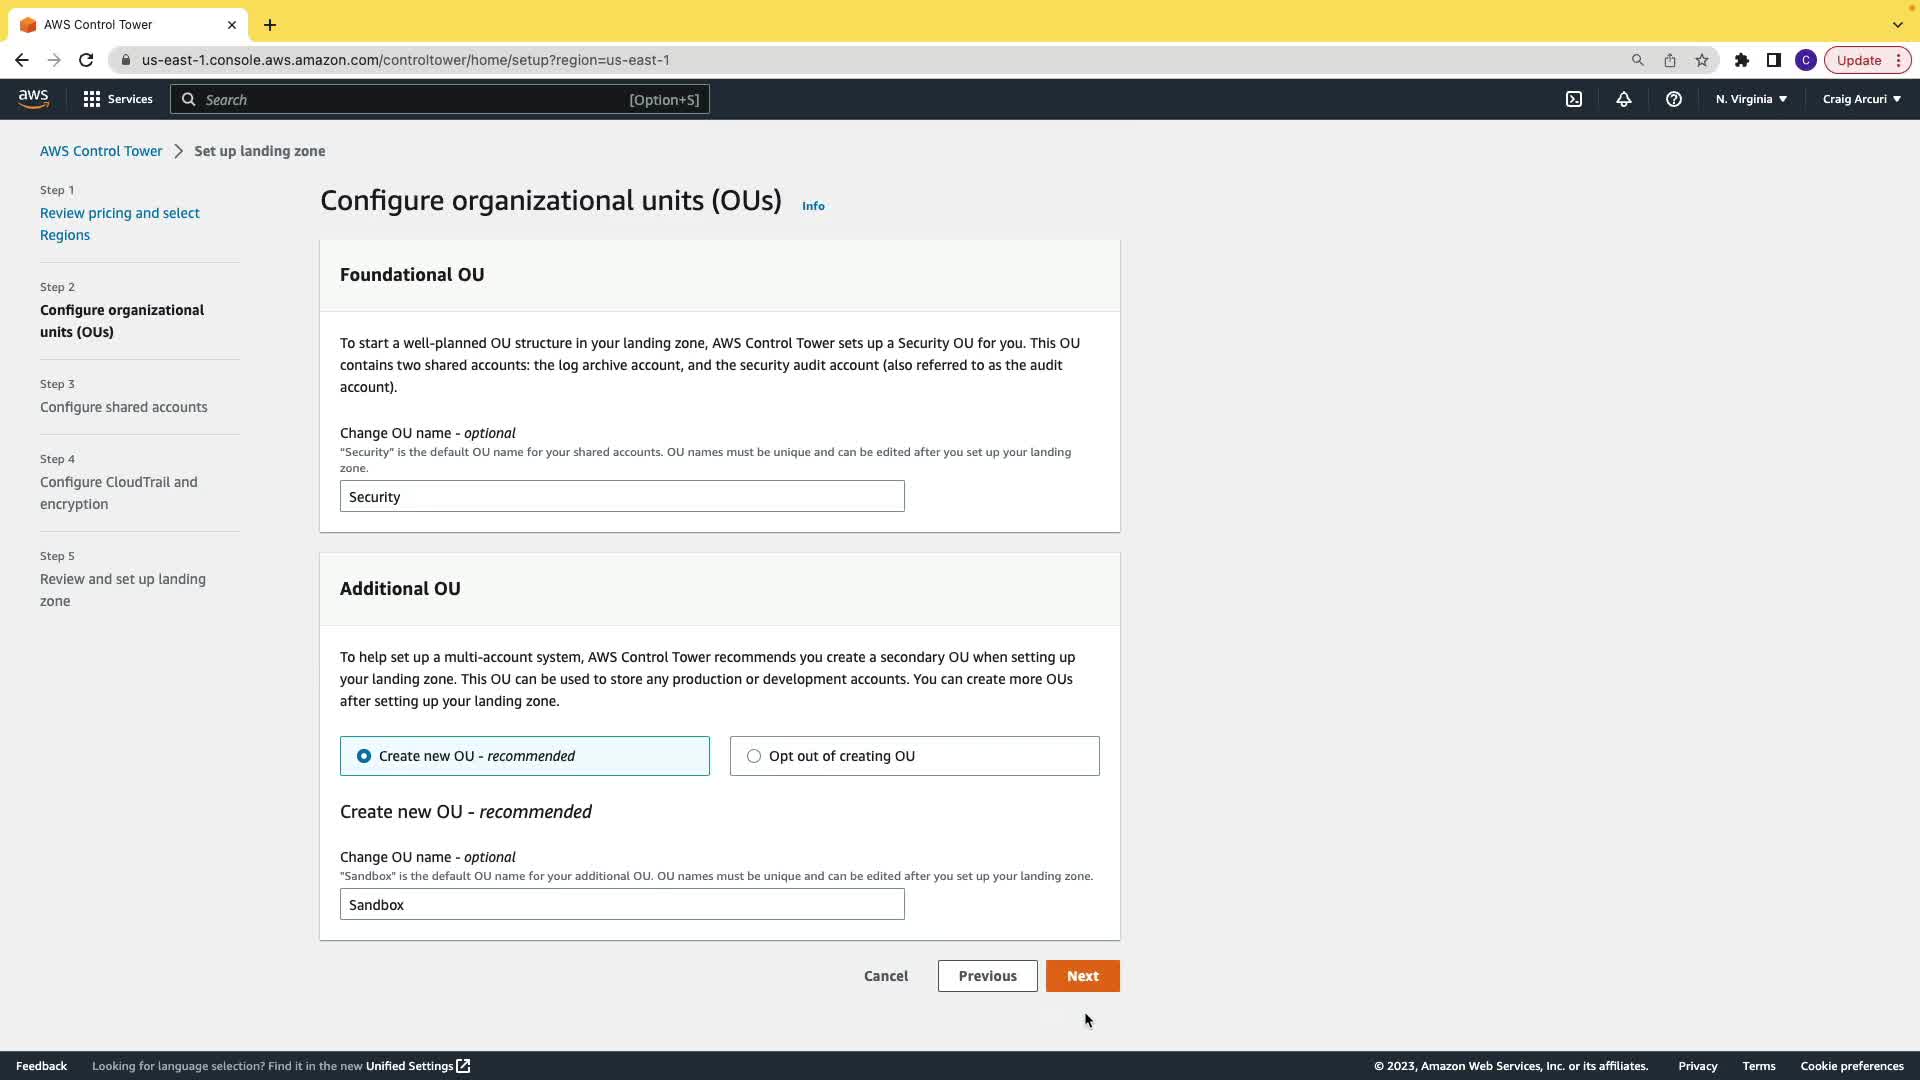 AWS Control Tower
us-east-1.console.aws.amazon.com/controltower/home/setup?region=us-east-1
C
Update
aws
Services
Search
[Option+S]
N. Virginia
Craig Arcuri
AWS Control Tower
Set up landing zone
Step 1
Review pricing and select
Regions
Step 2
Configure organizational
units (OUs)
Step 3
Configure shared accounts
Step 4
Configure CloudTrail and
encryption
Step 5
Review and set up landing
zone
Configure organizational units (OUs)
Info
Foundational OU
To start a well-planned OU structure in your landing zone, AWS Control Tower sets up a Security OU for you. This OU
contains two shared accounts: the log archive account, and the security audit account (also referred to as the audit
account).
Change OU name - optional
"Security" is the default OU name for your shared accounts. OU names must be unique and can be edited after you set up your landing
zone.
Security
Additional OU
To help set up a multi-account system, AWS Control Tower recommends you create a secondary OU when setting up
your landing zone. This OU can be used to store any production or development accounts. You can create more OUs
after setting up your landing zone.
Create new OU - recommended
Opt out of creating OU
Create new OU - recommended
Change OU name - optional
"Sandbox" is the default OU name for your additional OU. OU names must be unique and can be edited after you set up your landing zone.
Sandbox
Cancel
Previous
Next
Feedback
Looking for language selection? Find it in the new Unified Settings
© 2023, Amazon Web Services, Inc. or its affiliates.
Privacy
Terms
Cookie preferences